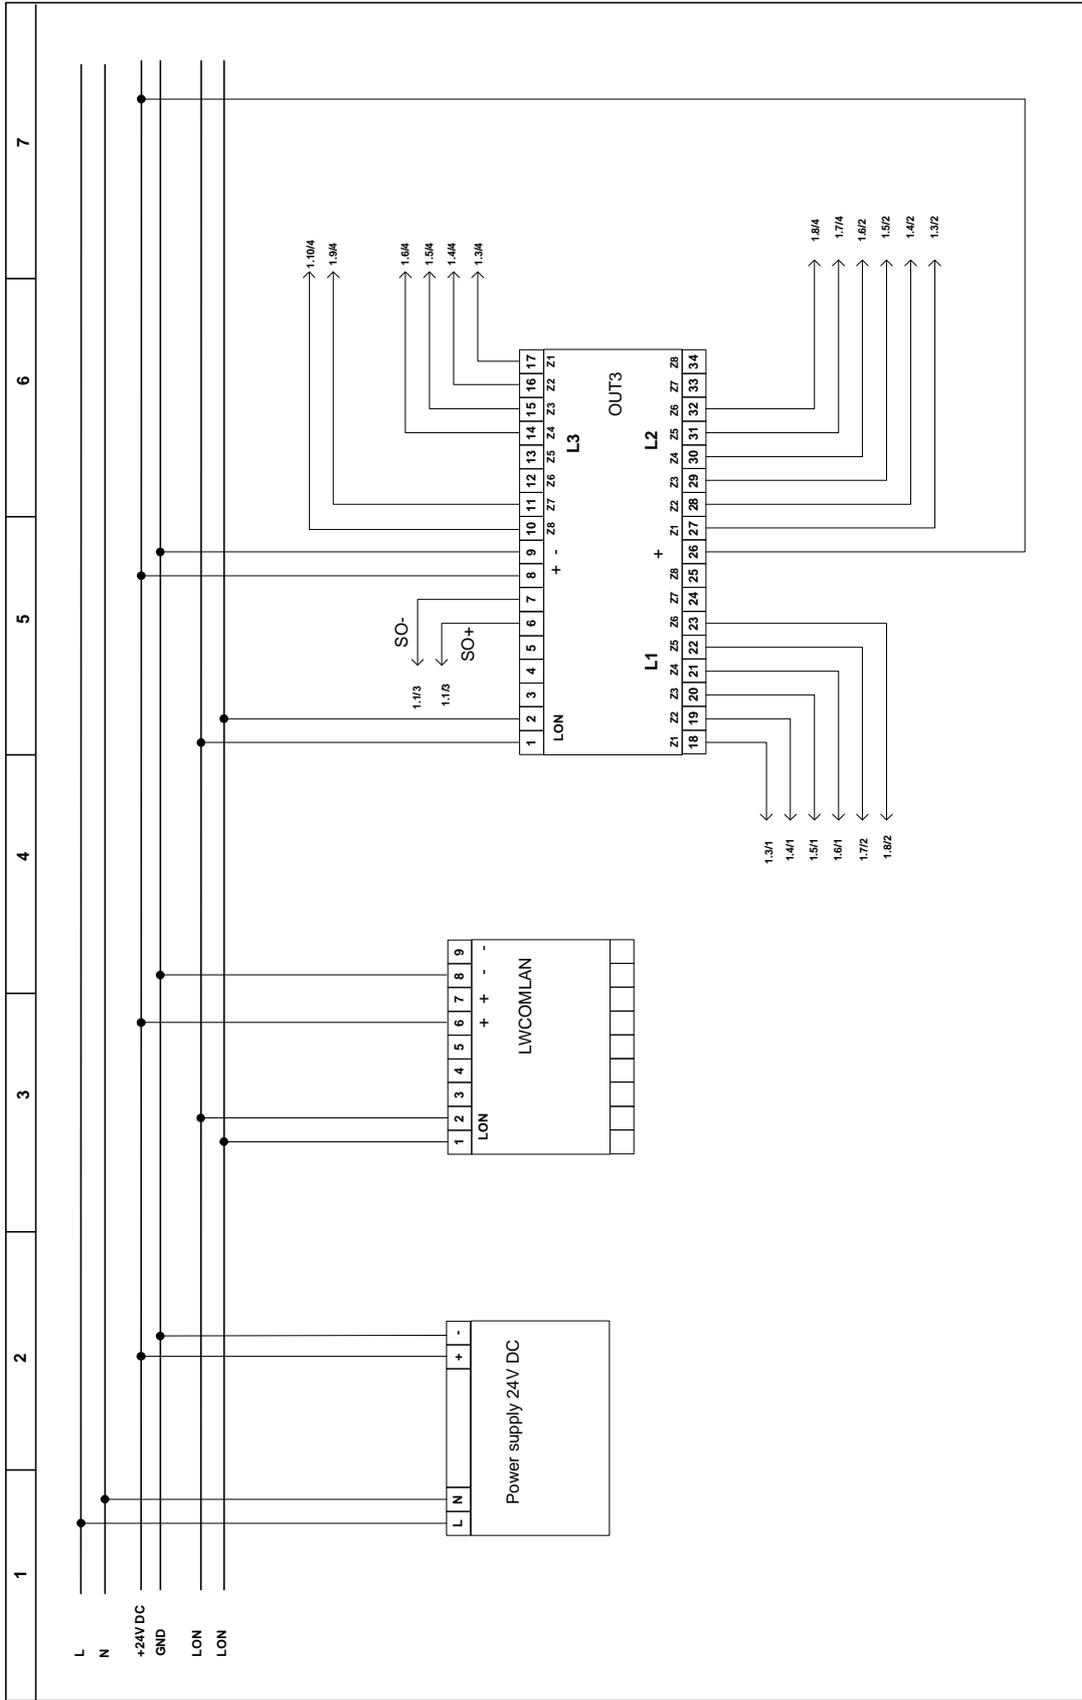 1 2 3 4 5 6 7
L
N
+24V DC
GND
LON
LON
L N + -
Power supply 24V DC
1 2 3 4 5 6 7 8 9
LON + + - -
LWCOMLAN
1.10/4
1.9/4
1.6/4
1.5/4
1.4/4
1.3/4
SO-
1.1/3
1.1/3
SO+
1 2 3 4 5 6 7 8 9 10 11 12 13 14 15 16 17
LON + - Z8 Z7 Z6 Z5 Z4 Z3 Z2 Z1
L3
OUT3
L1 + L2
Z1 Z2 Z3 Z4 Z5 Z6 Z7 Z8 Z1 Z2 Z3 Z4 Z5 Z6 Z7 Z8
18 19 20 21 22 23 24 25 26 27 28 29 30 31 32 33 34
1.3/1
1.4/1
1.5/1
1.6/1
1.7/2
1.8/2
1.8/4
1.7/4
1.6/2
1.5/2
1.4/2
1.3/2